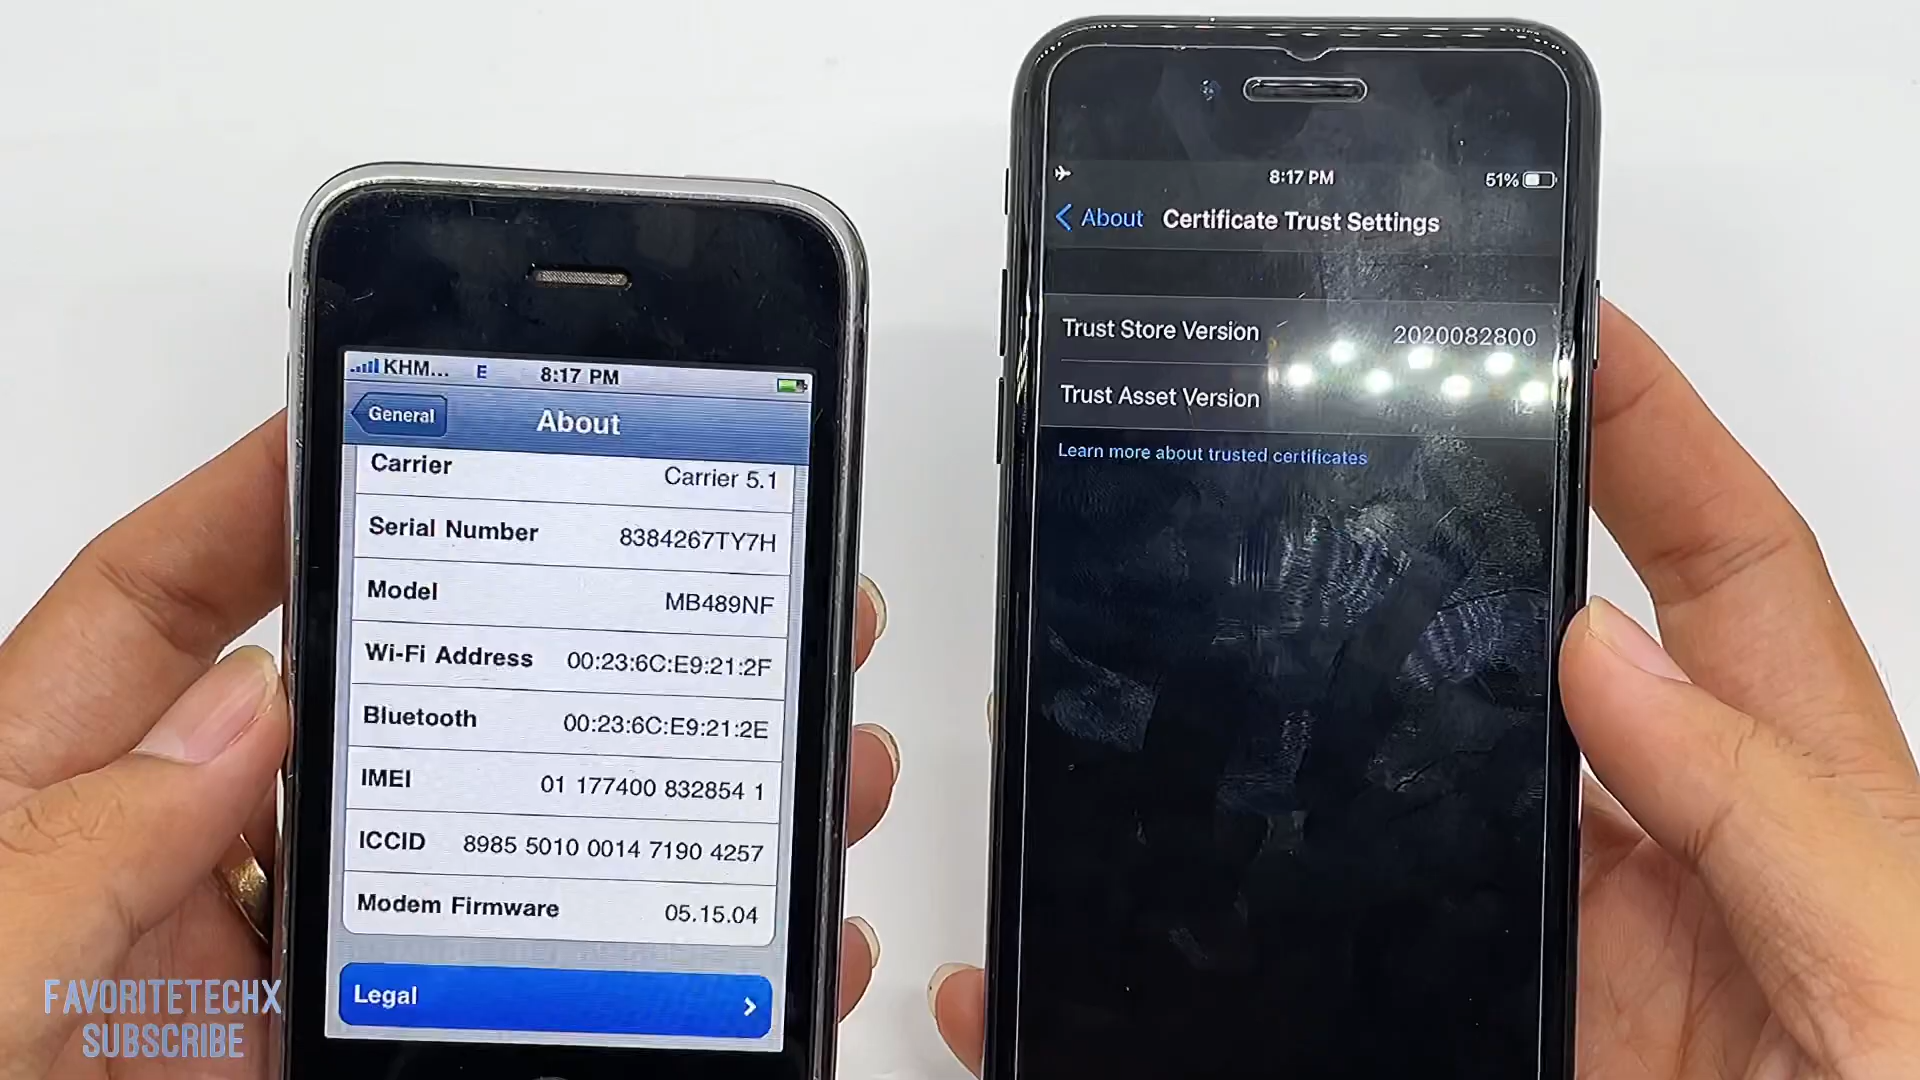 KHM... E 8:17 PM
General About
Carrier Carrier 5.1
Serial Number 8384267TY7H
Model MB489NF
Wi-Fi Address 00:23:6C:E9:21:2F
Bluetooth 00:23:6C:E9:21:2E
IMEI 01 177400 832854 1
ICCID 8985 5010 0014 7190 4257
Modem Firmware 05.15.04
Legal
8:17 PM 51%
About Certificate Trust Settings
Trust Store Version 2020082800
Trust Asset Version
Learn more about trusted certificates
FAVORITETECHX
SUBSCRIBE